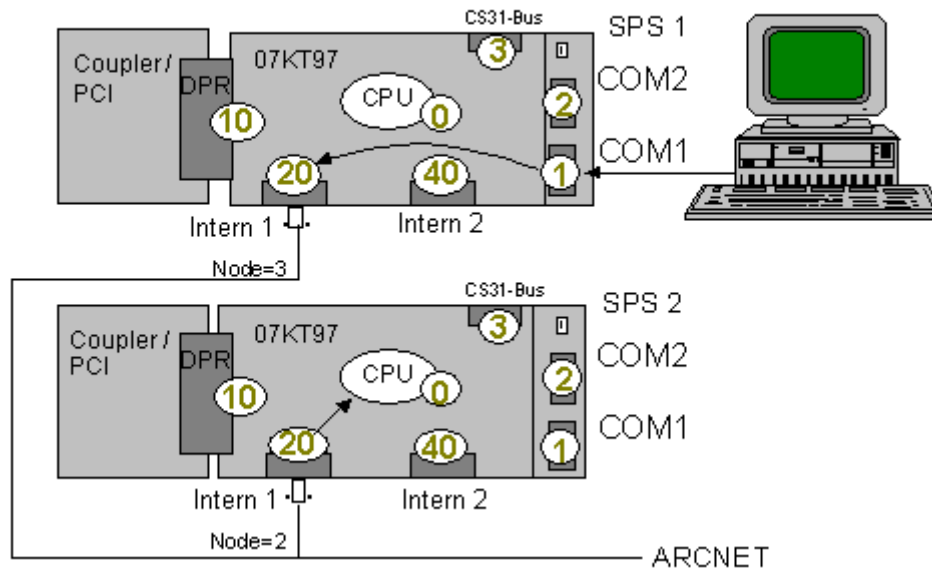 CS31-Bus
SPS 1
Coupler/
PCI
DPR
07KT97
3
COM2
CPU
0
2
10
COM1
20
40
1
Intern 1
Intern 2
Node=3
CS31-Bus
SPS 2
Coupler/
PCI
DPR
07KT97
3
COM2
CPU
0
2
10
COM1
20
40
1
Intern 1
Intern 2
Node=2
ARCNET